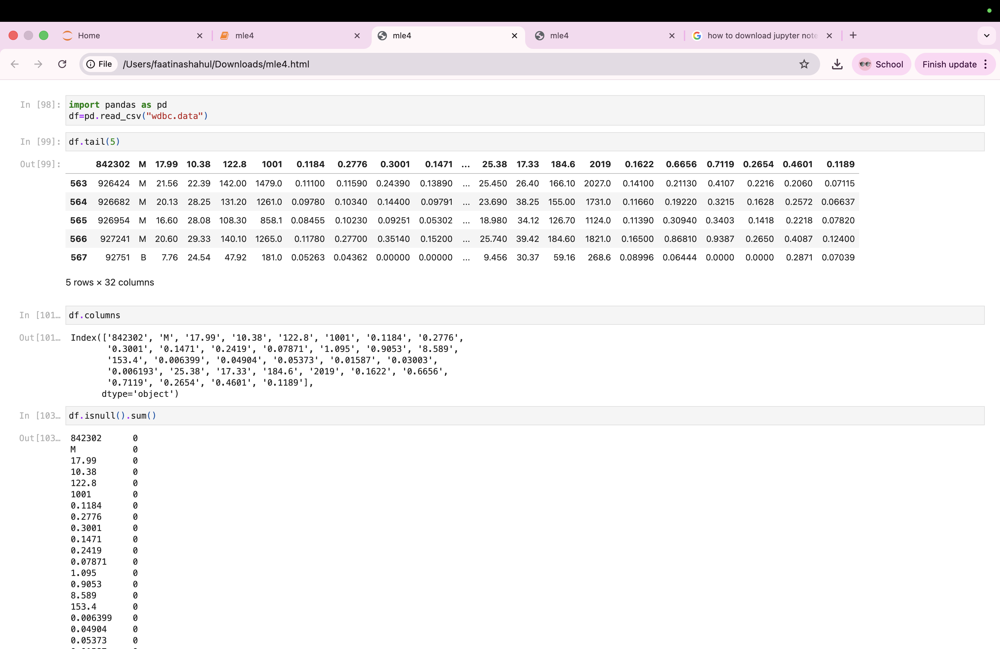 Home
mle4
mle4
mle4
how to download jupyter note
File
/Users/faatinashahul/Downloads/mle4.html
School
Finish update
In [98]:
import pandas as pd
df=pd.read_csv("wdbc.data")
In [99]:
df.tail(5)
Out[99]:
842302 M 17.99 10.38 122.8 1001 0.1184 0.2776 0.3001 0.1471 ... 25.38 17.33 184.6 2019 0.1622 0.6656 0.7119 0.2654 0.4601 0.1189
563 926424 M 21.56 22.39 142.00 1479.0 0.11100 0.11590 0.24390 0.13890 ... 25.450 26.40 166.10 2027.0 0.14100 0.21130 0.4107 0.2216 0.2060 0.07115
564 926682 M 20.13 28.25 131.20 1261.0 0.09780 0.10340 0.14400 0.09791 ... 23.690 38.25 155.00 1731.0 0.11660 0.19220 0.3215 0.1628 0.2572 0.06637
565 926954 M 16.60 28.08 108.30 858.1 0.08455 0.10230 0.09251 0.05302 ... 18.980 34.12 126.70 1124.0 0.11390 0.30940 0.3403 0.1418 0.2218 0.07820
566 927241 M 20.60 29.33 140.10 1265.0 0.11780 0.27700 0.35140 0.15200 ... 25.740 39.42 184.60 1821.0 0.16500 0.86810 0.9387 0.2650 0.4087 0.12400
567 92751 B 7.76 24.54 47.92 181.0 0.05263 0.04362 0.00000 0.00000 ... 9.456 30.37 59.16 268.6 0.08996 0.06444 0.0000 0.0000 0.2871 0.07039
5 rows × 32 columns
In [101…
df.columns
Out[101…
Index(['842302', 'M', '17.99', '10.38', '122.8', '1001', '0.1184', '0.2776',
'0.3001', '0.1471', '0.2419', '0.07871', '1.095', '0.9053', '8.589',
'153.4', '0.006399', '0.04904', '0.05373', '0.01587', '0.03003',
'0.006193', '25.38', '17.33', '184.6', '2019', '0.1622', '0.6656',
'0.7119', '0.2654', '0.4601', '0.1189'],
dtype='object')
In [103…
df.isnull().sum()
Out[103…
842302 0
M 0
17.99 0
10.38 0
122.8 0
1001 0
0.1184 0
0.2776 0
0.3001 0
0.1471 0
0.2419 0
0.07871 0
1.095 0
0.9053 0
8.589 0
153.4 0
0.006399 0
0.04904 0
0.05373 0